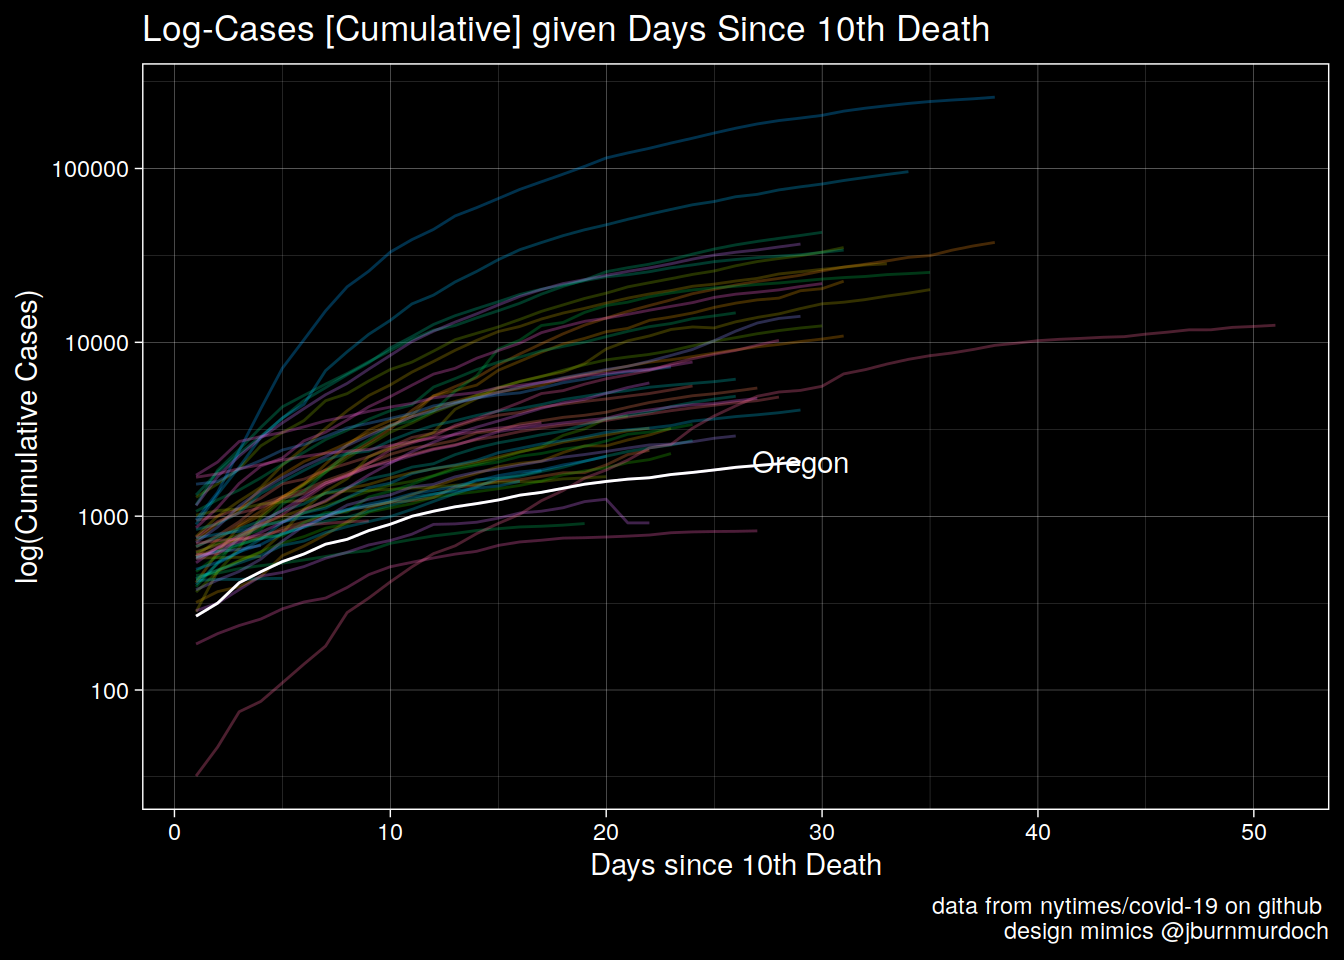 Log-Cases [Cumulative] given Days Since 10th Death
log(Cumulative Cases)
100000
10000
1000
100
Oregon
0 10 20 30 40 50
Days since 10th Death
data from nytimes/covid-19 on github
design mimics @jburnmurdoch